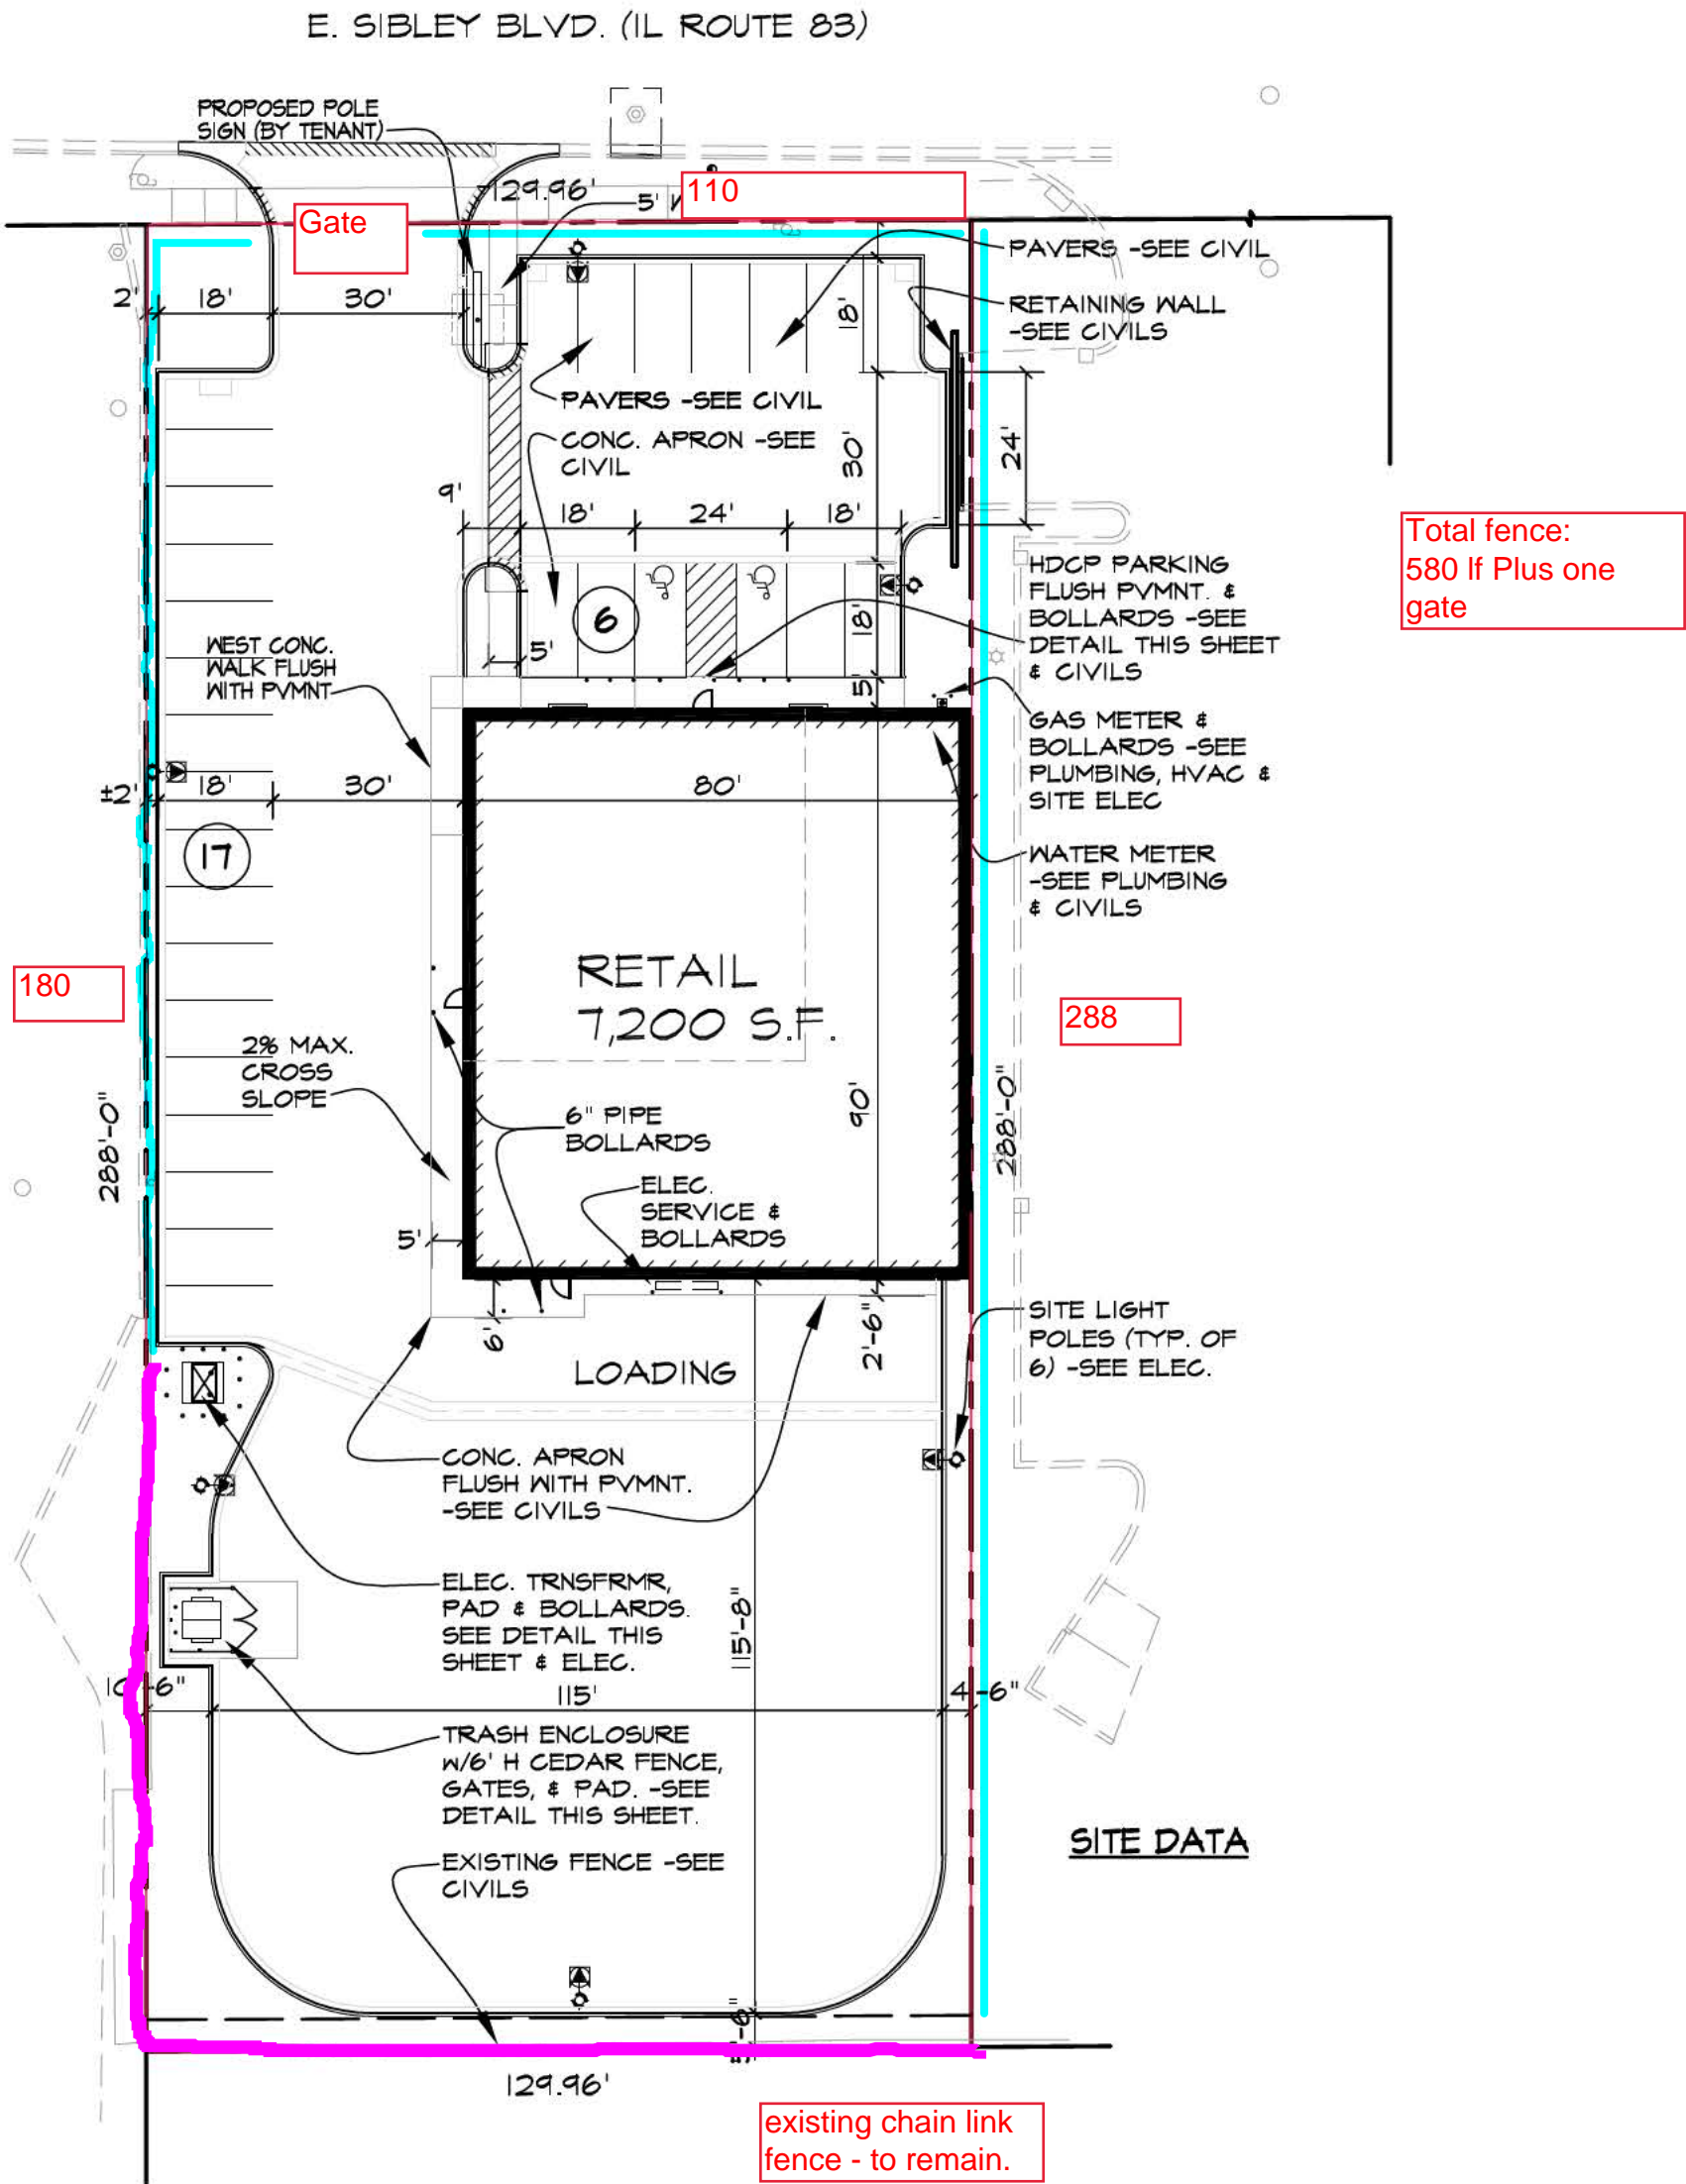 E. SIBLEY BLVD. (IL ROUTE 83)
PROPOSED POLE
SIGN (BY TENANT)
129.96'
5'
110
Gate
PAVERS -SEE CIVIL
RETAINING WALL
-SEE CIVILS
2'
18'
30'
18'
PAVERS -SEE CIVIL
CONC. APRON -SEE
CIVIL
30'
24'
9'
18'
24'
18'
Total fence:
580 lf Plus one
gate
HDCP PARKING
FLUSH PVMNT. &
BOLLARDS -SEE
DETAIL THIS SHEET
& CIVILS
6
18'
5'
5'
WEST CONC.
WALK FLUSH
WITH PVMNT
GAS METER &
BOLLARDS -SEE
PLUMBING, HVAC &
SITE ELEC
±2'
18'
30'
80'
17
WATER METER
-SEE PLUMBING
& CIVILS
RETAIL
7,200 S.F.
180
288
2% MAX.
CROSS
SLOPE
288'-0"
288'-0"
90'
6" PIPE
BOLLARDS
ELEC.
SERVICE &
BOLLARDS
5'
6'
2'-6"
SITE LIGHT
POLES (TYP. OF
6) -SEE ELEC.
LOADING
CONC. APRON
FLUSH WITH PVMNT.
-SEE CIVILS
ELEC. TRNSFRMR,
PAD & BOLLARDS.
SEE DETAIL THIS
SHEET & ELEC.
115'-8"
10'-6"
115'
4'-6"
TRASH ENCLOSURE
W/6' H CEDAR FENCE,
GATES, & PAD. -SEE
DETAIL THIS SHEET.
SITE DATA
EXISTING FENCE -SEE
CIVILS
129.96'
existing chain link
fence - to remain.